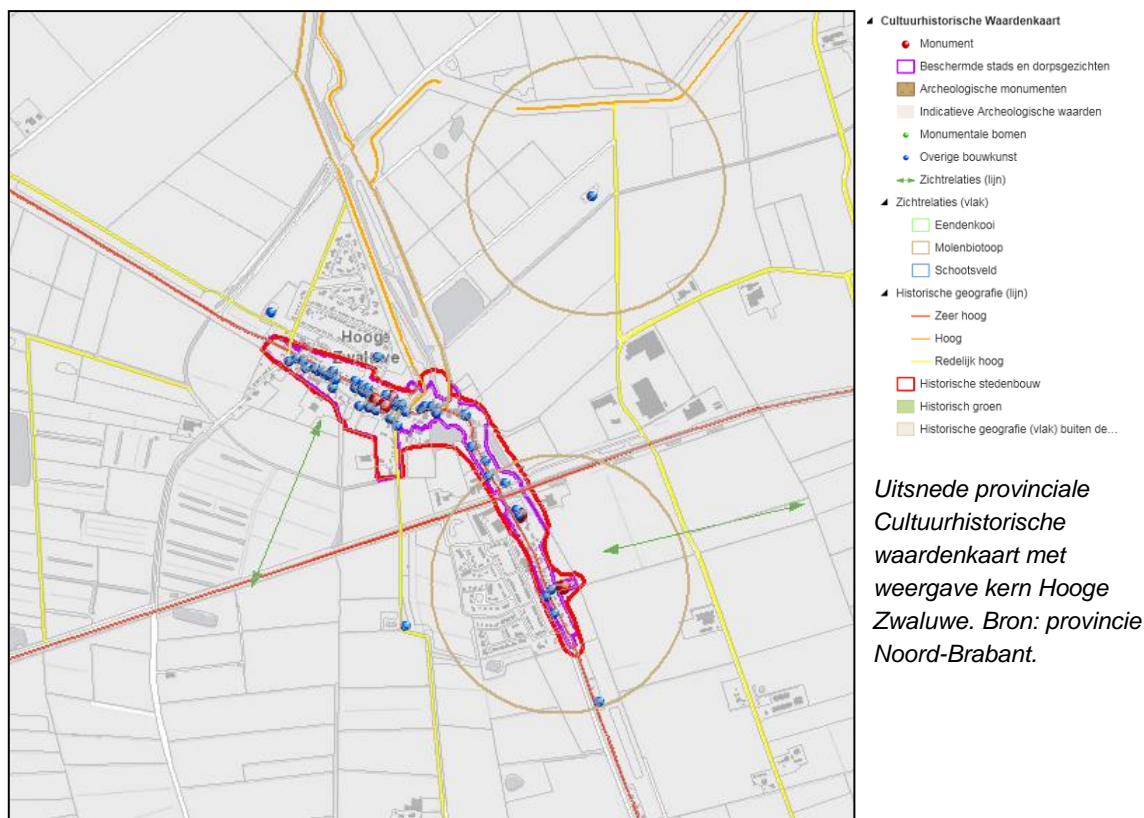 Hooge
Zwaluwe
Cultuurhistorische Waardenkaart
Monument
Beschermde stads en dorpsgezichten
Archeologische monumenten
Indicatieve Archeologische waarden
Monumentale bomen
Overige bouwkunst
Zichtrelaties (lijn)
Zichtrelaties (vlak)
Eendenkooi
Molenbiotoop
Schootsveld
Historische geografie (lijn)
Zeer hoog
Hoog
Redelijk hoog
Historische stedenbouw
Historisch groen
Historische geografie (vlak) buiten de...
Uitsnede provinciale
Cultuurhistorische
waardenkaart met
weergave kern Hooge
Zwaluwe. Bron: provincie
Noord-Brabant.